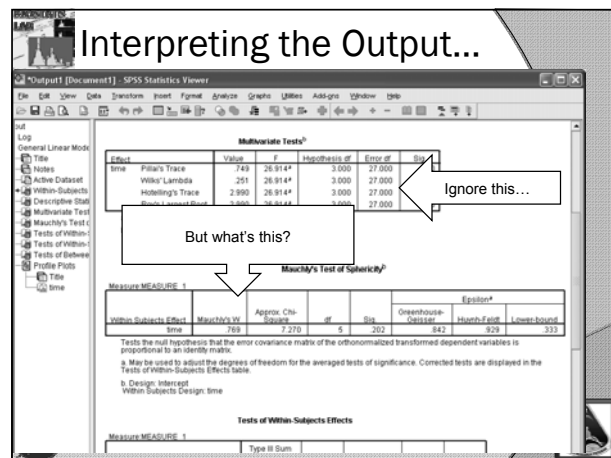 Interpreting the Output...
*Output1 [Document1] - SPSS Statistics Viewer
File Edit View Data Transform Insert Format Analyze Graphs Utilities Add-ons Window Help
Log
General Linear Mode
Title
Notes
Active Dataset
Within-Subjects
Descriptive Stati
Multivariate Test
Mauchly's Test c
Tests of Within-S
Tests of Within-S
Tests of Betwee
Profile Plots
Title
time
Multivariate Tests b
Effect Value F Hypothesis df Error df Sig.
time Pillai's Trace .749 26.914a 3.000 27.000
Wilks' Lambda .251 26.914a 3.000 27.000
Hotelling's Trace 2.990 26.914a 3.000 27.000
Roy's Largest Root 2.990 26.914a 3.000 27.000
Ignore this...
But what's this?
Mauchly's Test of Sphericity b
Measure:MEASURE_1
Epsilon a
Within Subjects Effect Mauchly's W Approx. Chi-Square df Sig. Greenhouse-Geisser Huynh-Feldt Lower-bound
time .769 7.270 5 .202 .842 .929 .333
Tests the null hypothesis that the error covariance matrix of the orthonormalized transformed dependent variables is
proportional to an identity matrix.
a. May be used to adjust the degrees of freedom for the averaged tests of significance. Corrected tests are displayed in the
Tests of Within-Subjects Effects table.
b. Design: Intercept
Within Subjects Design: time
Tests of Within-Subjects Effects
Measure:MEASURE_1
Type III Sum